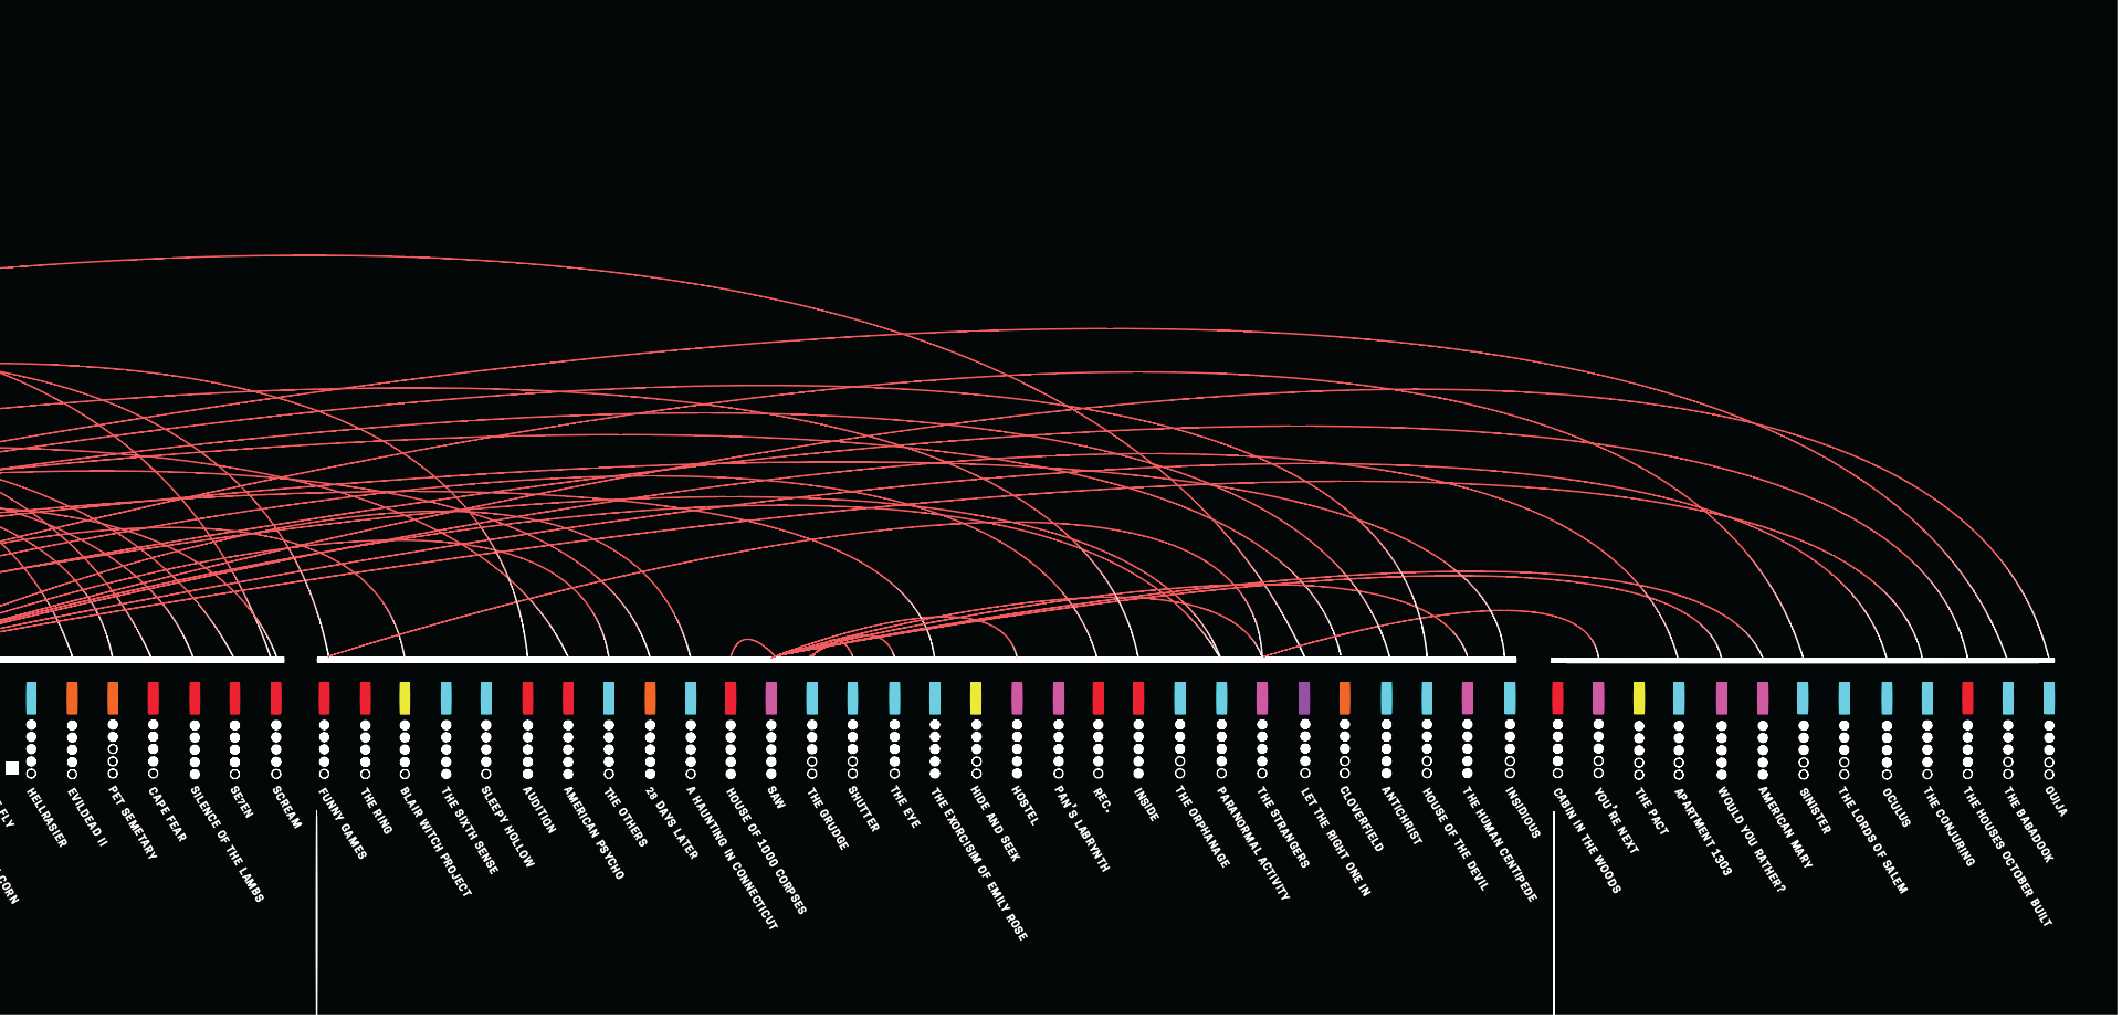 FLY
CORN
HELLRASIER
EVILDEAD II
PET SEMETARY
CAPE FEAR
SILENCE OF THE LAMBS
SE7EN
SCREAM
FUNNY GAMES
THE RING
BLAIR WITCH PROJECT
THE SIXTH SENSE
SLEEPY HOLLOW
AUDITION
AMERICAN PSYCHO
THE OTHERS
28 DAYS LATER
A HAUNTING IN CONNECTICUT
HOUSE OF 1000 CORPSES
SAW
THE GRUDGE
SHUTTER
THE EYE
THE EXORCISIM OF EMILY ROSE
HIDE AND SEEK
HOSTEL
PAN'S LABRYNTH
REC.
INSIDE
THE ORPHANAGE
PARANORMAL ACTIVITY
THE STRANGERS
LET THE RIGHT ONE IN
CLOVERFIELD
ANTICHRIST
HOUSE OF THE DEVIL
THE HUMAN CENTIPEDE
INSIDIOUS
CABIN IN THE WOODS
YOU'RE NEXT
THE PACT
APARTMENT 1303
WOULD YOU RATHER?
AMERICAN MARY
SINISTER
THE LORDS OF SALEM
OCULUS
THE CONJURING
THE HOUSES OCTOBER BUILT
THE BABADOOK
OUIJA